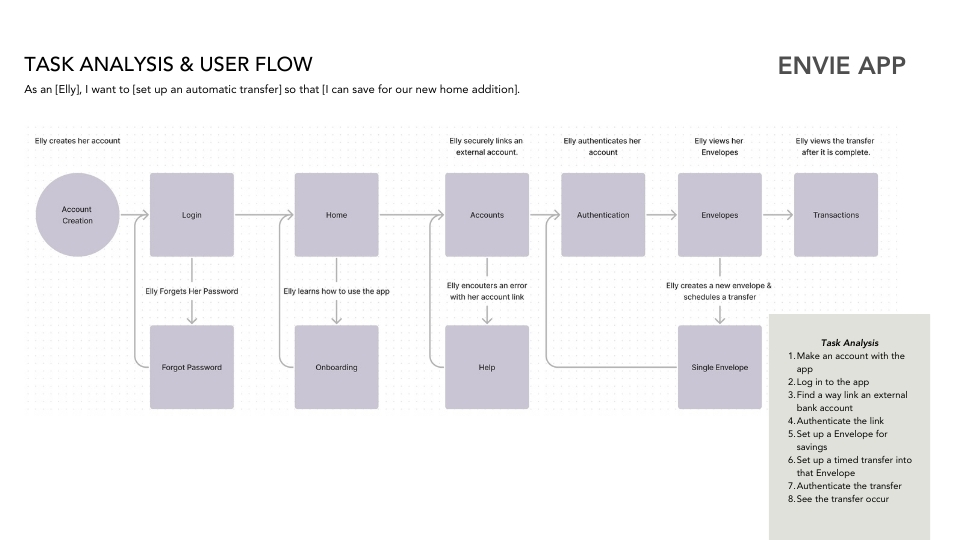 TASK ANALYSIS & USER FLOW
ENVIE APP
As an [Elly], I want to [set up an automatic transfer] so that [I can save for our new home addition].
Elly creates her account
Elly securely links an
external account.
Elly authenticates her
account
Elly views her
Envelopes
Elly views the transfer
after it is complete.
Account
Creation
Login
Home
Accounts
Authentication
Envelopes
Transactions
Elly Forgets Her Password
Elly learns how to use the app
Elly encouters an error
with her account link
Elly creates a new envelope &
schedules a transfer
Forgot Password
Onboarding
Help
Single Envelope
Task Analysis
1. Make an account with the
app
2. Log in to the app
3. Find a way link an external
bank account
4. Authenticate the link
5. Set up a Envelope for
savings
6. Set up a timed transfer into
that Envelope
7. Authenticate the transfer
8. See the transfer occur